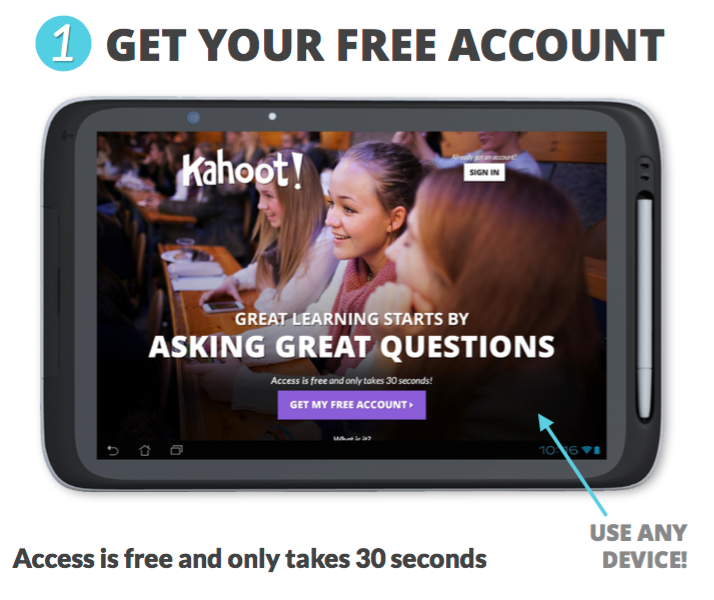 1 GET YOUR FREE ACCOUNT
Kahoot!
Already got an account?
SIGN IN
GREAT LEARNING STARTS BY
ASKING GREAT QUESTIONS
Access is free and only takes 30 seconds!
GET MY FREE ACCOUNT ›
What is it?
10:16
USE ANY
DEVICE!
Access is free and only takes 30 seconds